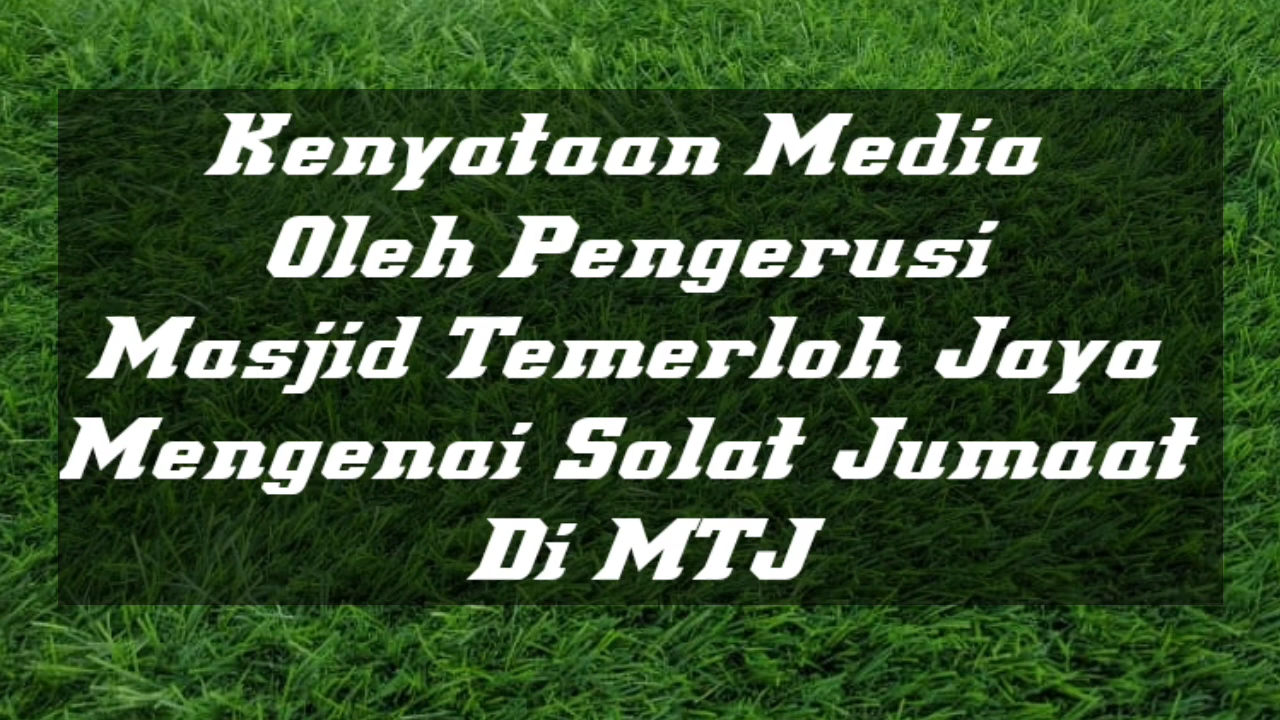 Kenyataan Media
Oleh Pengerusi
Masjid Temerloh Jaya
Mengenai Solat Jumaat
Di MTJ